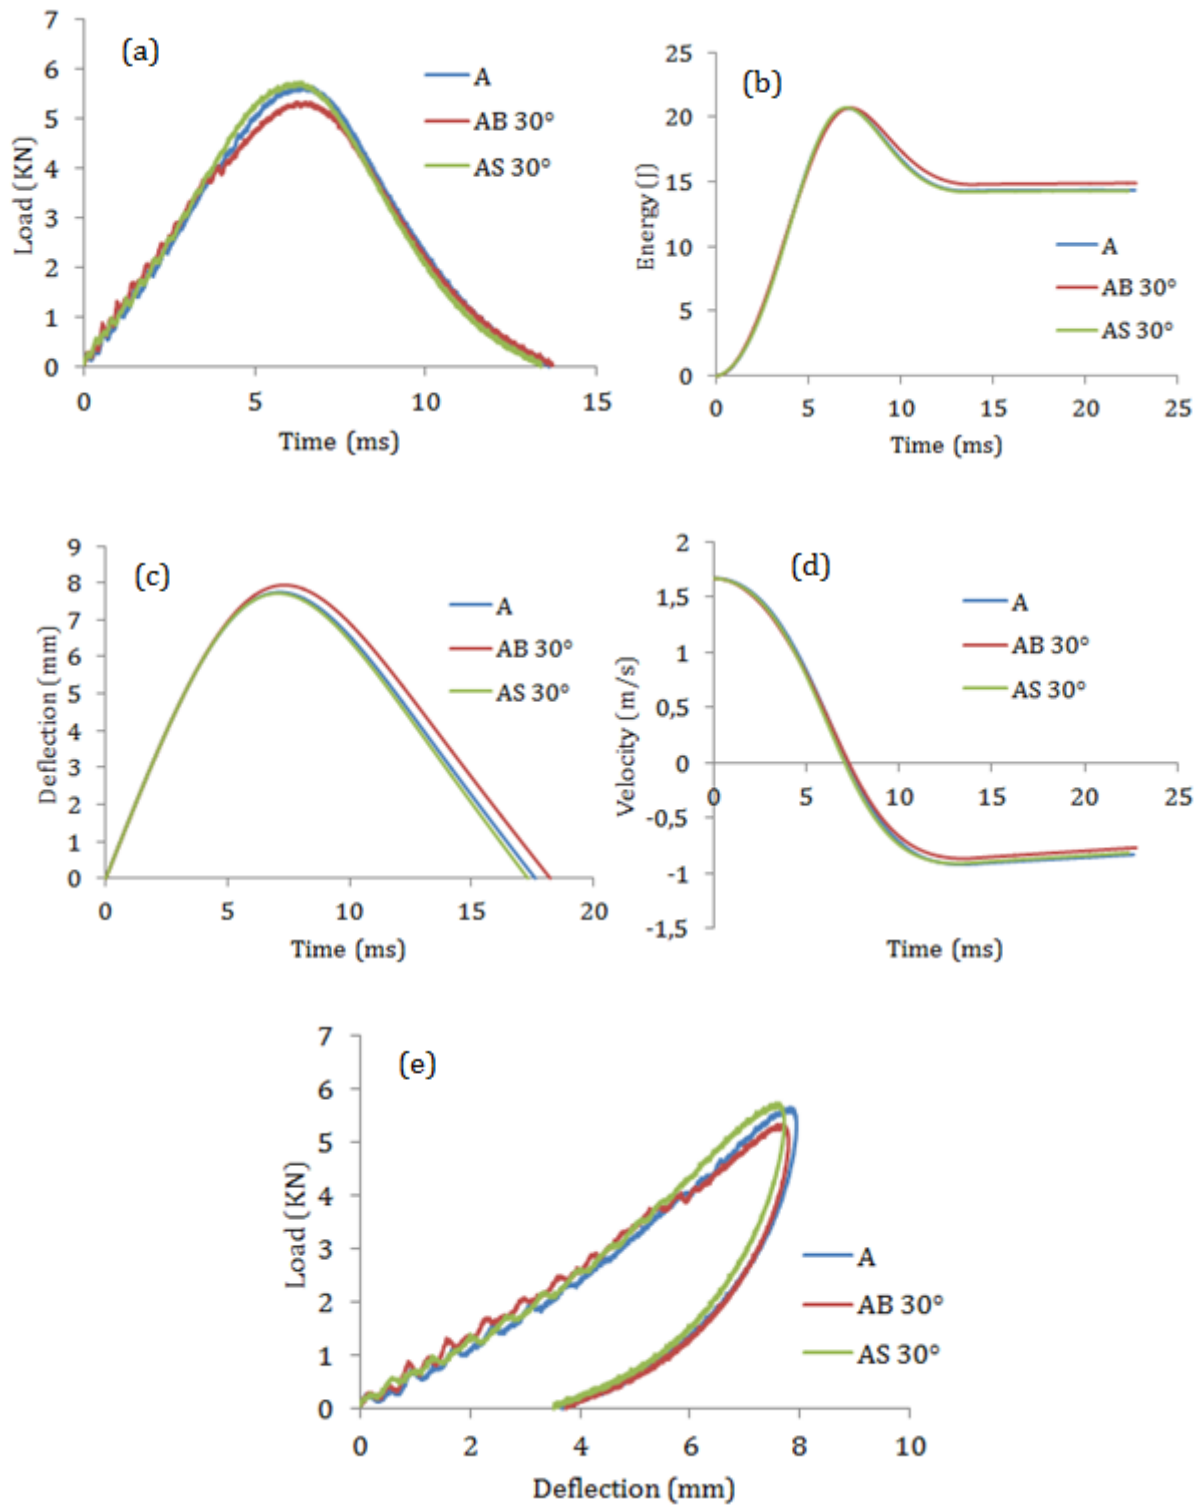 (a)
Load (KN)
7
6
5
4
3
2
1
0
0 5 10 15
Time (ms)
A
AB 30°
AS 30°
(b)
Energy (J)
25
20
15
10
5
0
0 5 10 15 20 25
Time (ms)
A
AB 30°
AS 30°
(c)
Deflection (mm)
9
8
7
6
5
4
3
2
1
0
0 5 10 15 20
Time (ms)
A
AB 30°
AS 30°
(d)
Velocity (m/s)
2
1,5
1
0,5
0
-0,5
-1
-1,5
0 5 10 15 20 25
Time (ms)
A
AB 30°
AS 30°
(e)
Load (KN)
7
6
5
4
3
2
1
0
0 2 4 6 8 10
Deflection (mm)
A
AB 30°
AS 30°